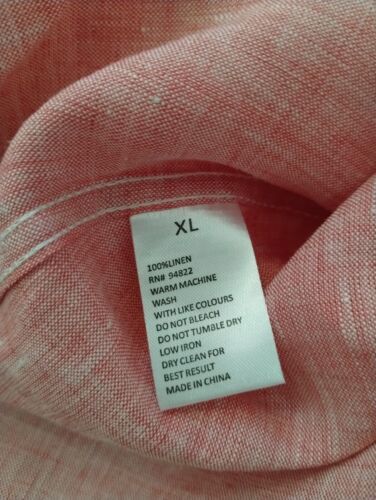 XL
100%LINEN
RN# 94822
WARM MACHINE
WASH
WITH LIKE COLOURS
DO NOT BLEACH
DO NOT TUMBLE DRY
LOW IRON
DRY CLEAN FOR
BEST RESULT
MADE IN CHINA